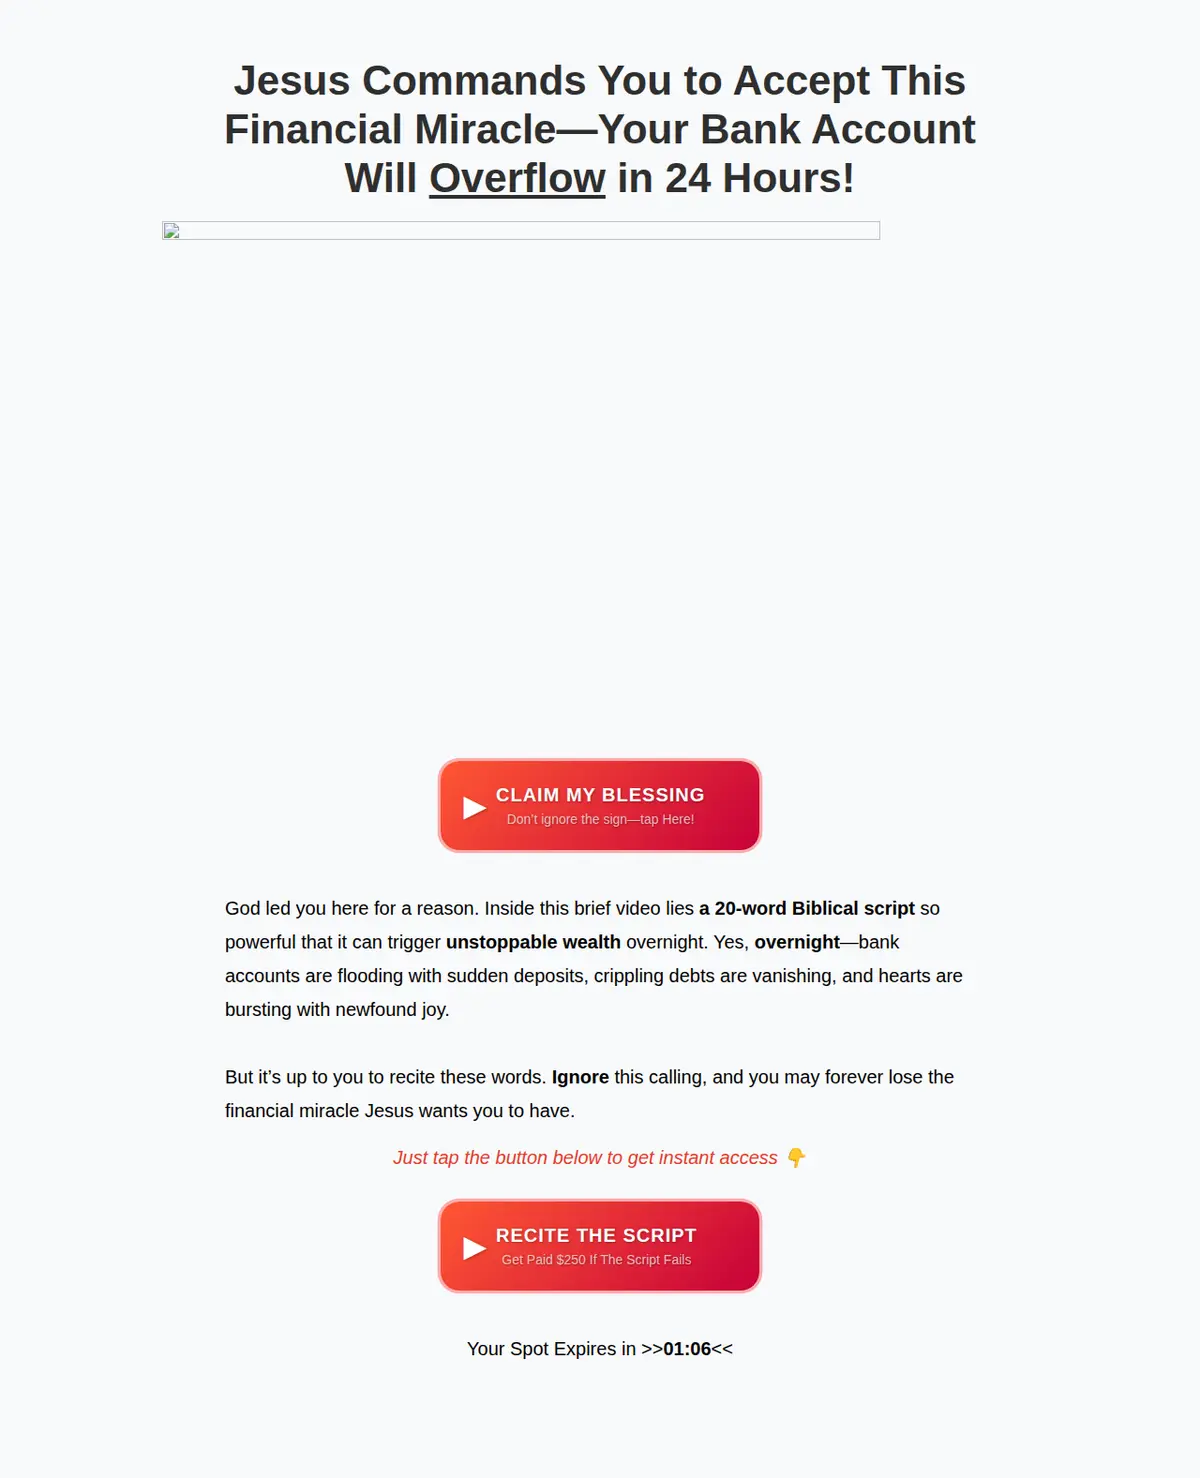 Jesus Commands You to Accept This
Financial Miracle—Your Bank Account
Will Overflow in 24 Hours!
CLAIM MY BLESSING
Don't ignore the sign—tap Here!
God led you here for a reason. Inside this brief video lies a 20-word Biblical script so
powerful that it can trigger unstoppable wealth overnight. Yes, overnight—bank
accounts are flooding with sudden deposits, crippling debts are vanishing, and hearts are
bursting with newfound joy.
But it’s up to you to recite these words. Ignore this calling, and you may forever lose the
financial miracle Jesus wants you to have.
Just tap the button below to get instant access 👇
RECITE THE SCRIPT
Get Paid $250 If The Script Fails
Your Spot Expires in >>01:06<<